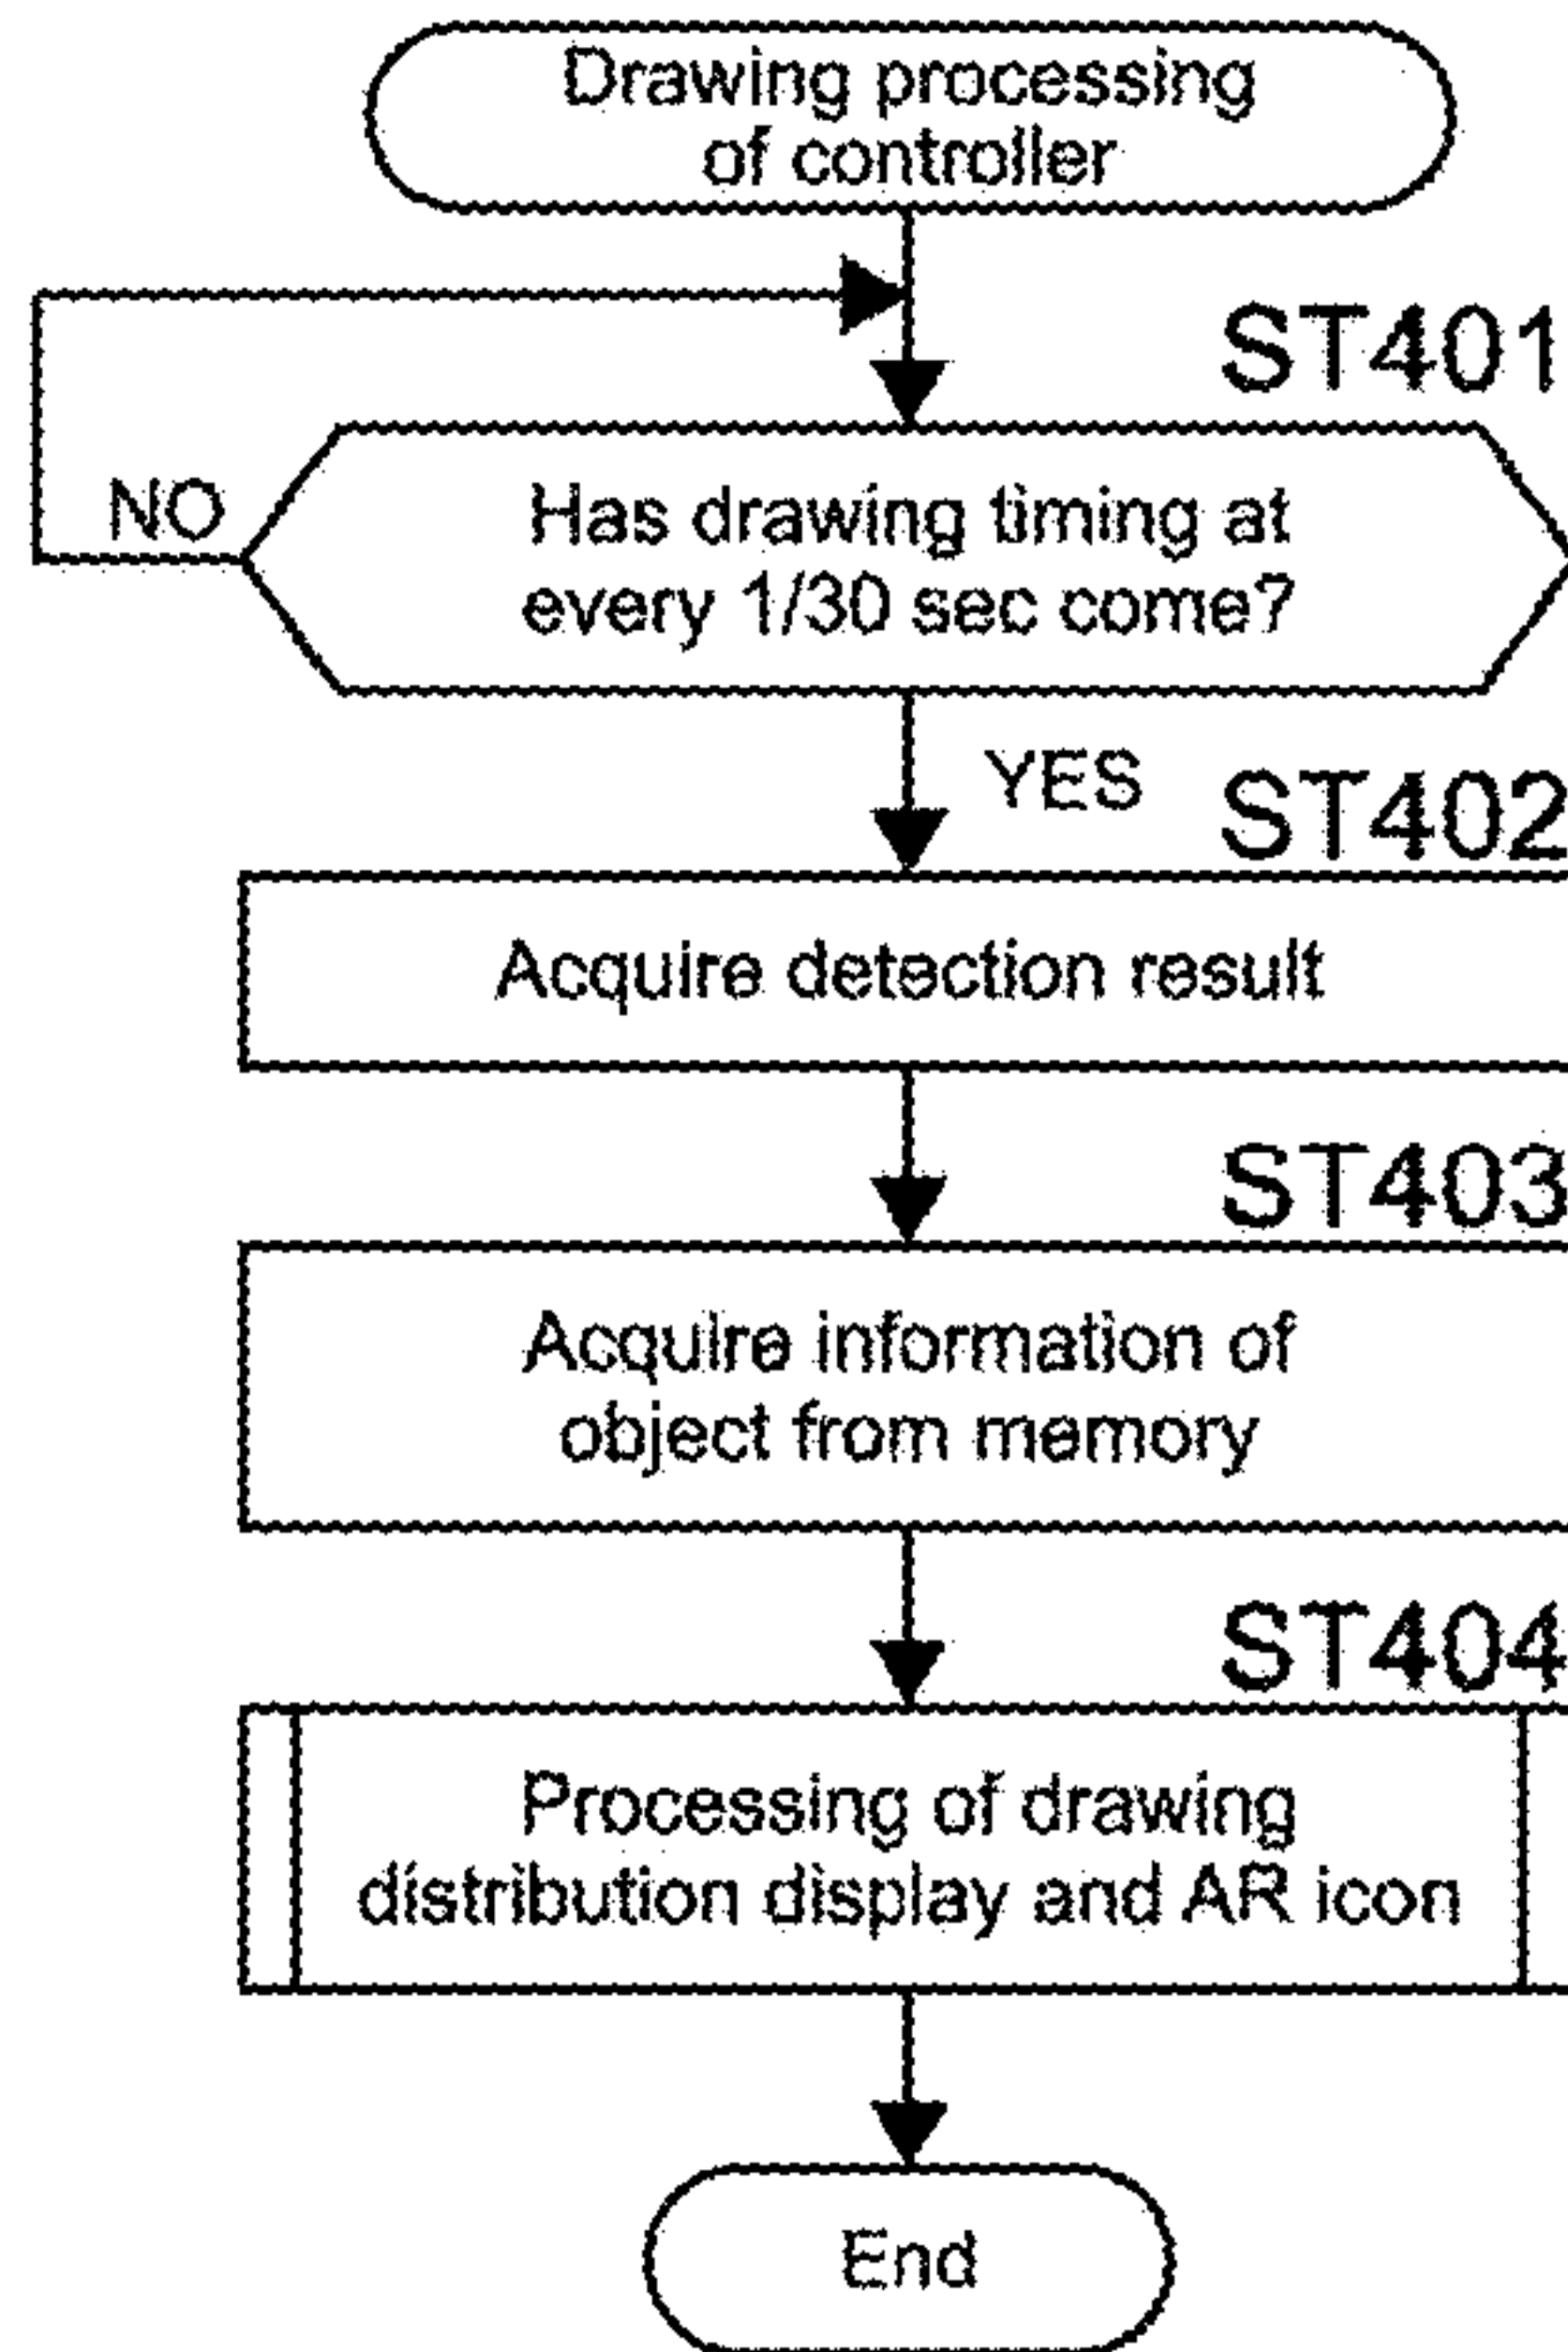 Drawing processing
of controller
ST401
NO
Has drawing timing at
every 1/30 sec come?
YES
ST402
Acquire detection result
ST403
Acquire information of
object from memory
ST404
Processing of drawing
distribution display and AR icon
End